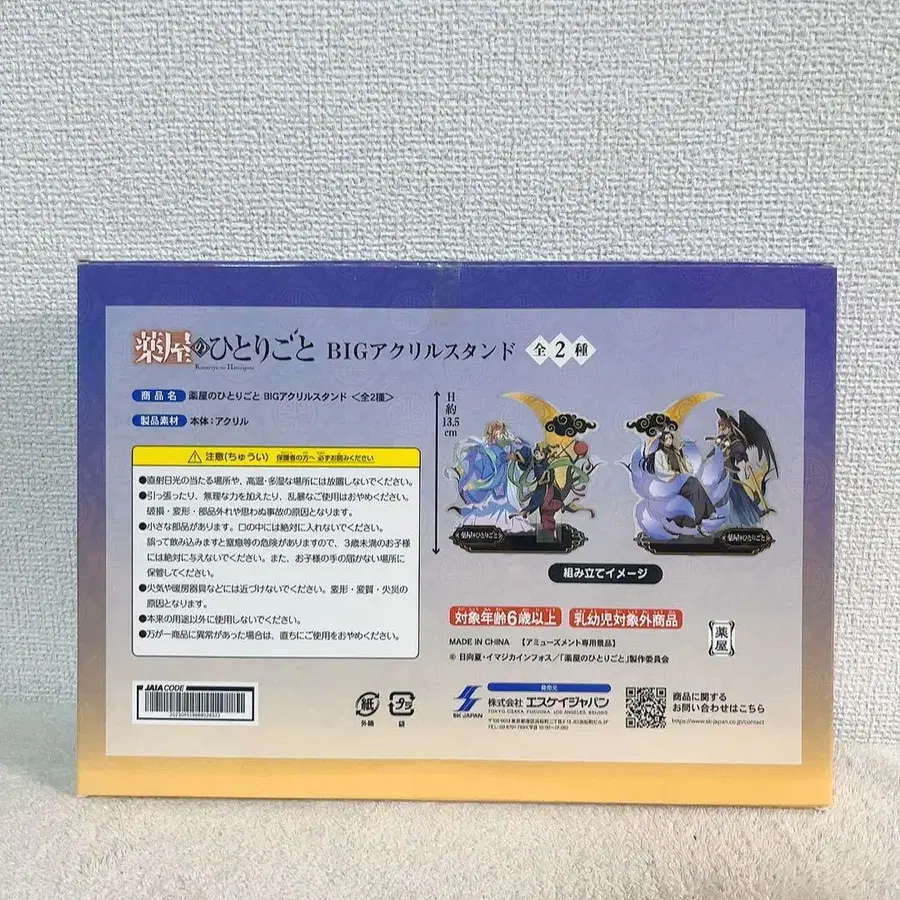 薬屋のひとりごと BIGアクリルスタンド 全2種
Kusuriya no Hitorigoto
商品名 薬屋のひとりごと BIGアクリルスタンド <全2種>
製品素材 本体:アクリル
注意(ちゅうい) 保護者の方へ 必ずお読みください
●直射日光の当たる場所や、高温・多湿な場所には放置しないでください。
●引っ張ったり、無理な力を加えたり、乱暴なご使用はおやめください。
破損・変形・部品外れや思わぬ事故の原因となります。
●小さな部品があります。口の中には絶対に入れないでください。
誤って飲み込みますと窒息等の危険がありますので、3歳未満のお子様
には絶対に与えないでください。また、お子様の手の届かない場所に
保管してください。
●火気や暖房器具などには近づけないでください。変形・変質・火災の
原因となります。
●本来の用途以外に使用しないでください。
●万が一商品に異常があった場合は、直ちにご使用をおやめください。
H
約
13.5
cm
薬屋のひとりごと
薬屋のひとりごと
組み立てイメージ
対象年齢6歳以上 乳幼児対象外商品
MADE IN CHINA 【アミューズメント専用景品】
© 日向夏・イマジカインフォス/「薬屋のひとりごと」製作委員会
薬屋
JAIA CODE
紙
外箱
プラ
袋
SK JAPAN
発売元
株式会社 エスケイジャパン
TOKYO, OSAKA, FUKUOKA, LOS ANGELES, BEIJING
商品に関する
お問い合わせはこちら
https://www.sk-japan.co.jp/contact